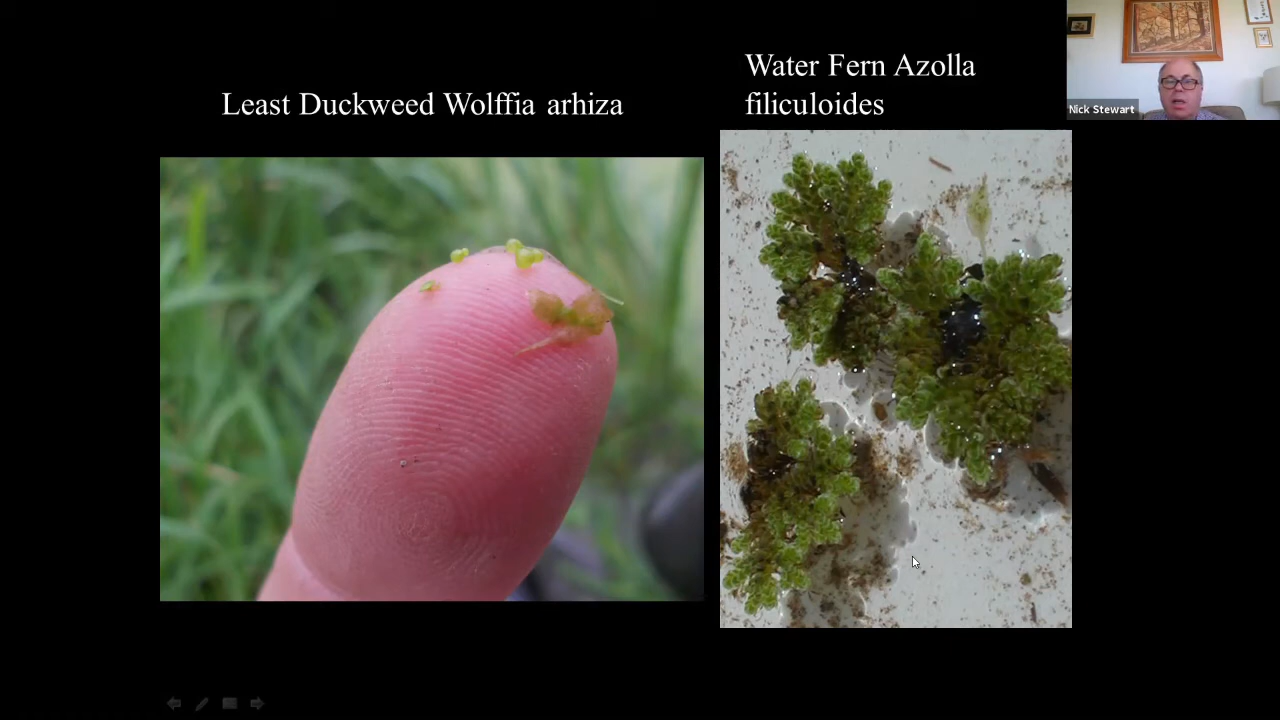 Least Duckweed Wolffia arhiza
Water Fern Azolla
filiculoides
Nick Stewart